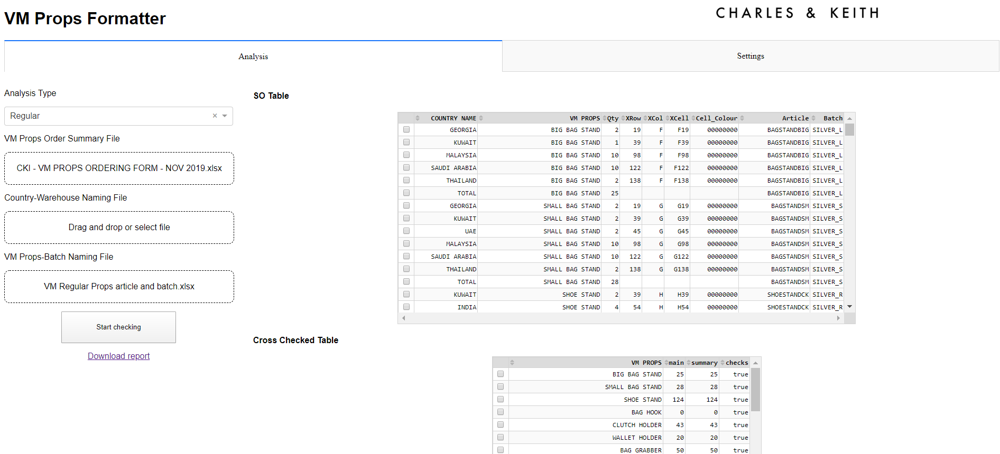 VM Props Formatter
CHARLES & KEITH
Analysis
Settings
Analysis Type
Regular
VM Props Order Summary File
CKI - VM PROPS ORDERING FORM - NOV 2019.xlsx
Country-Warehouse Naming File
Drag and drop or select file
VM Props-Batch Naming File
VM Regular Props article and batch.xlsx
Start checking
Download report
SO Table
COUNTRY NAME VM PROPS Qty XRow XCol XCell Cell_Colour Article Batch
GEORGIA BIG BAG STAND 2 19 F F19 00000000 BAGSTANDBIG SILVER_L
KUWAIT BIG BAG STAND 1 39 F F39 00000000 BAGSTANDBIG SILVER_L
MALAYSIA BIG BAG STAND 10 98 F F98 00000000 BAGSTANDBIG SILVER_L
SAUDI ARABIA BIG BAG STAND 10 122 F F122 00000000 BAGSTANDBIG SILVER_L
THAILAND BIG BAG STAND 2 138 F F138 00000000 BAGSTANDBIG SILVER_L
TOTAL BIG BAG STAND 25 BAGSTANDBIG SILVER_L
GEORGIA SMALL BAG STAND 2 19 G G19 00000000 BAGSTANDSM SILVER_S
KUWAIT SMALL BAG STAND 2 39 G G39 00000000 BAGSTANDSM SILVER_S
UAE SMALL BAG STAND 2 45 G G45 00000000 BAGSTANDSM SILVER_S
MALAYSIA SMALL BAG STAND 10 98 G G98 00000000 BAGSTANDSM SILVER_S
SAUDI ARABIA SMALL BAG STAND 10 122 G G122 00000000 BAGSTANDSM SILVER_S
THAILAND SMALL BAG STAND 2 138 G G138 00000000 BAGSTANDSM SILVER_S
TOTAL SMALL BAG STAND 28 BAGSTANDSM SILVER_S
KUWAIT SHOE STAND 2 39 H H39 00000000 SHOESTANDCK SILVER_R
INDIA SHOE STAND 4 54 H H54 00000000 SHOESTANDCK SILVER_R
Cross Checked Table
VM PROPS main summary checks
BIG BAG STAND 25 25 true
SMALL BAG STAND 28 28 true
SHOE STAND 124 124 true
BAG HOOK 0 0 true
CLUTCH HOLDER 43 43 true
WALLET HOLDER 20 20 true
BAG GRABBER 50 50 true